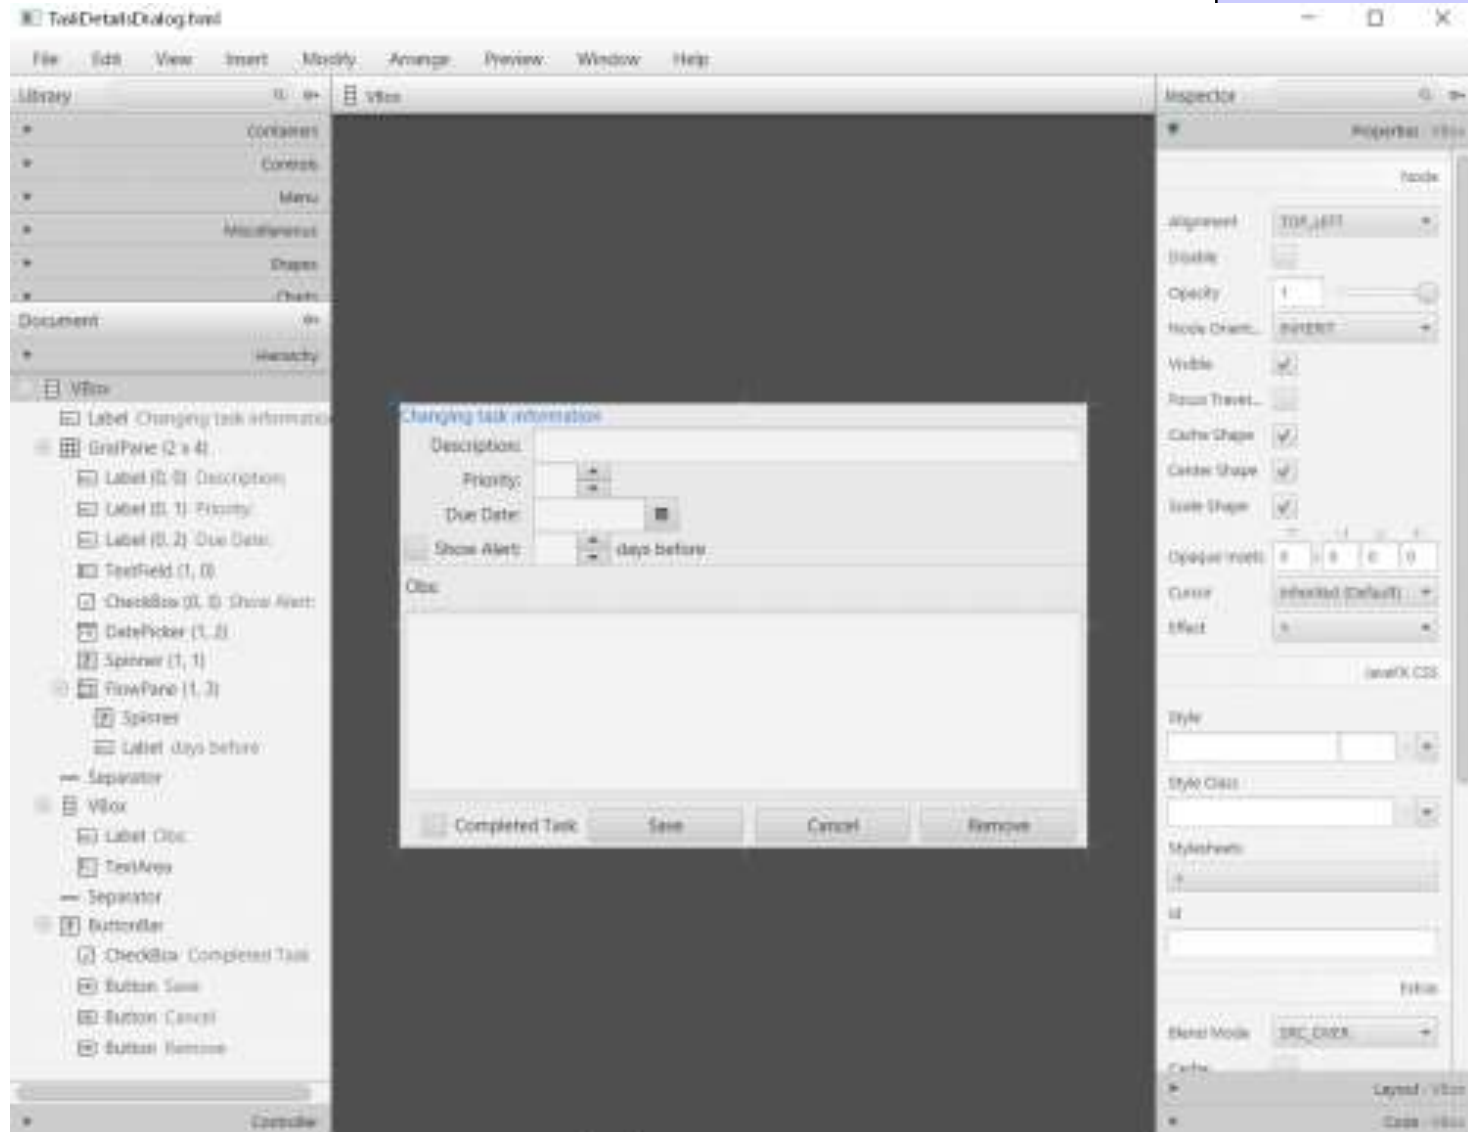 TaskDetailsDialog.fxml
File Edit View Insert Modify Arrange Preview Window Help
Library
VBox
Inspector
Containers
Controls
Menu
Miscellaneous
Shapes
Charts
Document
Hierarchy
VBox
Label Changing task informatio
GridPane (2 x 4)
Label (0, 0) Description:
Label (0, 1) Priority:
Label (0, 2) Due Date:
TextField (1, 0)
CheckBox (0, 3) Show Alert:
DatePicker (1, 2)
Spinner (1, 1)
FlowPane (1, 3)
Spinner
Label days before
Separator
VBox
Label Obs:
TextArea
Separator
ButtonBar
CheckBox Completed Task
Button Save
Button Cancel
Button Remove
Controller
Changing task information
Description:
Priority:
Due Date:
Show Alert:
days before
Obs:
Completed Task
Save
Cancel
Remove
Properties : VBox
Node
Alignment TOP_LEFT
Disable
Opacity 1
Node Orient... INHERIT
Visible
Focus Traver...
Cache Shape
Center Shape
Scale Shape
Opaque Insets 0 0 0 0
Cursor Inherited (Default)
Effect +
JavaFX CSS
Style
Style Class
Stylesheets
+
Id
Extras
Blend Mode SRC_OVER
Cache
Layout : VBox
Code : VBox